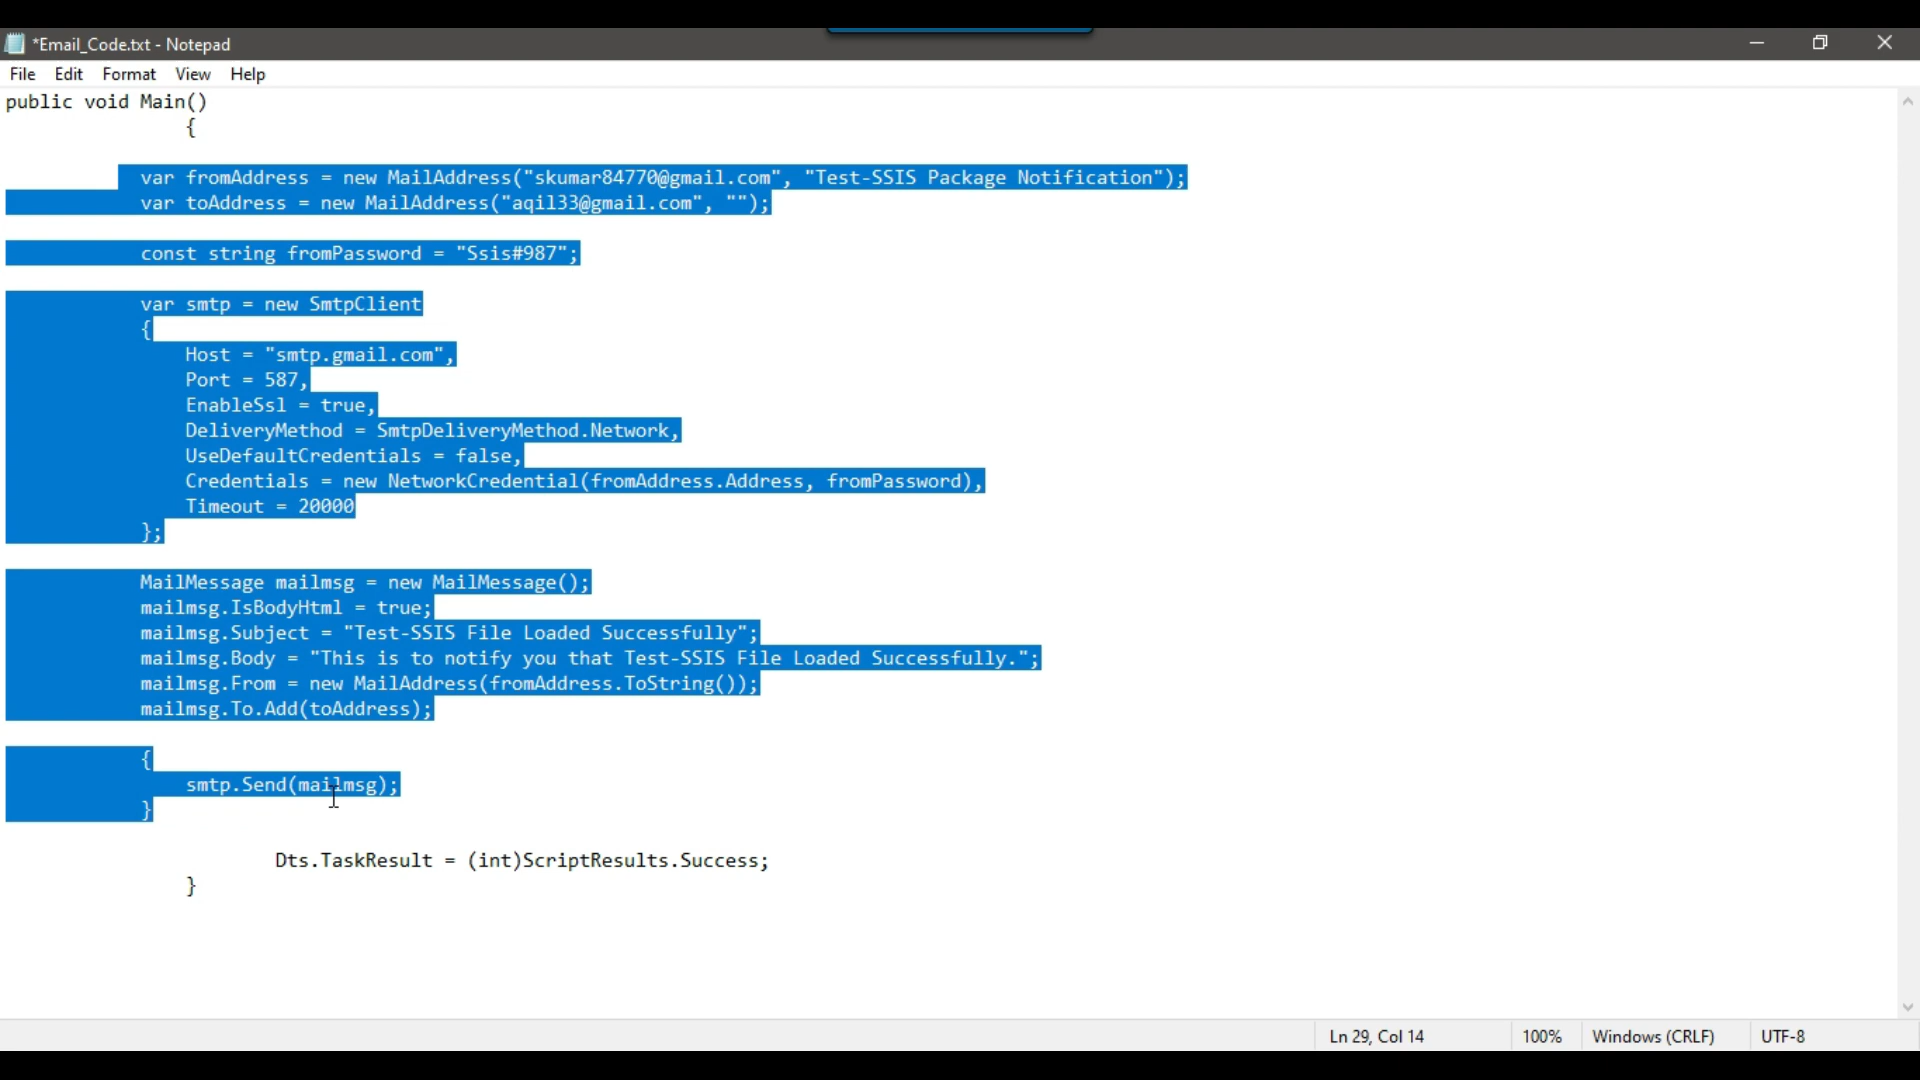 *Email_Code.txt - Notepad
File Edit Format View Help
public void Main()
{
var fromAddress = new MailAddress("skumar84770@gmail.com", "Test-SSIS Package Notification");
var toAddress = new MailAddress("aqil33@gmail.com", "");
const string fromPassword = "Ssis#987";
var smtp = new SmtpClient
{
Host = "smtp.gmail.com",
Port = 587,
EnableSsl = true,
DeliveryMethod = SmtpDeliveryMethod.Network,
UseDefaultCredentials = false,
Credentials = new NetworkCredential(fromAddress.Address, fromPassword),
Timeout = 20000
};
MailMessage mailmsg = new MailMessage();
mailmsg.IsBodyHtml = true;
mailmsg.Subject = "Test-SSIS File Loaded Successfully";
mailmsg.Body = "This is to notify you that Test-SSIS File Loaded Successfully.";
mailmsg.From = new MailAddress(fromAddress.ToString());
mailmsg.To.Add(toAddress);
{
smtp.Send(mailmsg);
}
Dts.TaskResult = (int)ScriptResults.Success;
}
Ln 29, Col 14 100% Windows (CRLF) UTF-8